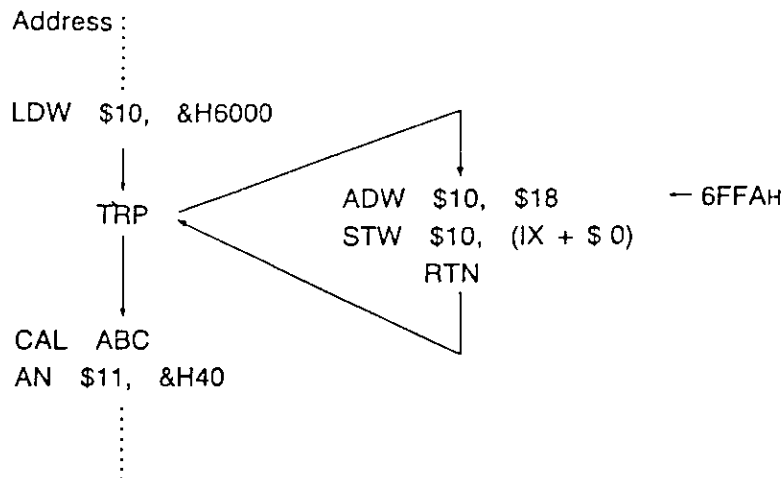 Address
LDW $10, &H6000
TRP
CAL ABC
AN $11, &H40
ADW $10, $18 ← 6FFAH
STW $10, (IX + $ 0)
RTN